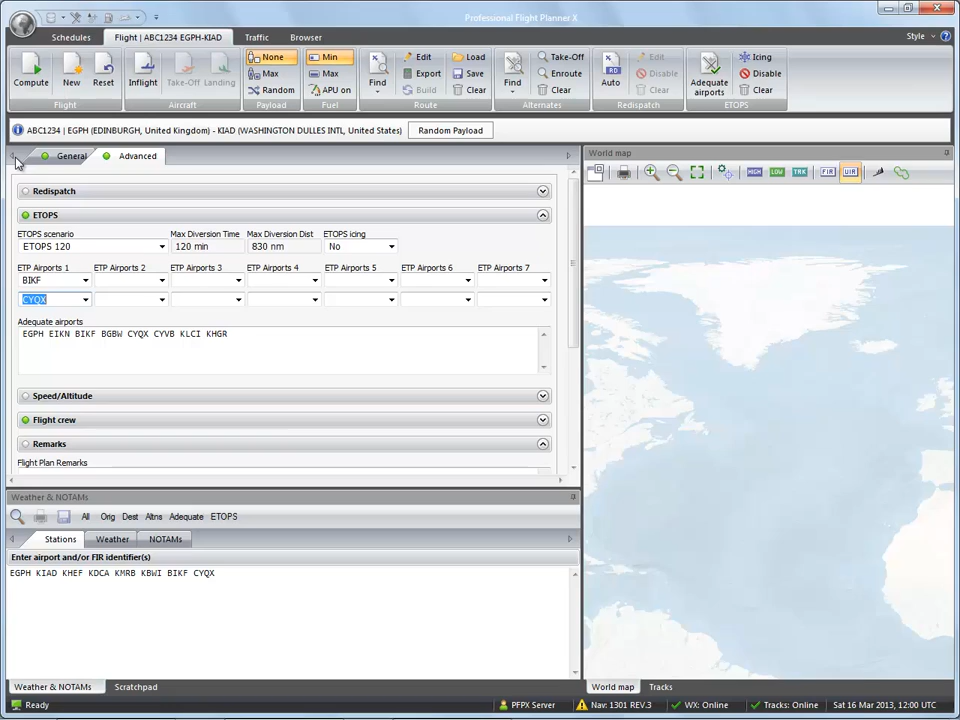 Professional Flight Planner X
Schedules Flight | ABC1234 EGPH-KIAD Traffic Browser Style
Compute New Reset Inflight Take-Off Landing None Max Random Min Max APU on Find Edit Export Build Load Save Clear Find Take-Off Enroute Clear Auto Edit Disable Clear Adequate airports Icing Disable Clear
Flight Aircraft Payload Fuel Route Alternates Redispatch ETOPS
ABC1234 | EGPH (EDINBURGH, United Kingdom) - KIAD (WASHINGTON DULLES INTL, United States) Random Payload
General Advanced
Redispatch
ETOPS
ETOPS scenario Max Diversion Time Max Diversion Dist ETOPS icing
ETOPS 120 120 min 830 nm No
ETP Airports 1 ETP Airports 2 ETP Airports 3 ETP Airports 4 ETP Airports 5 ETP Airports 6 ETP Airports 7
BIKF
CYQX
Adequate airports
EGPH EIKN BIKF BGBW CYQX CYVB KLCI KHGR
Speed/Altitude
Flight crew
Remarks
Flight Plan Remarks
World map
HIGH LOW TRK FIR UIR
Weather & NOTAMs
All Orig Dest Altns Adequate ETOPS
Stations Weather NOTAMs
Enter airport and/or FIR identifier(s)
EGPH KIAD KHEF KDCA KMRB KBWI BIKF CYQX
Weather & NOTAMs Scratchpad World map Tracks
Ready PFPX Server Nav: 1301 REV.3 WX: Online Tracks: Online Sat 16 Mar 2013, 12:00 UTC